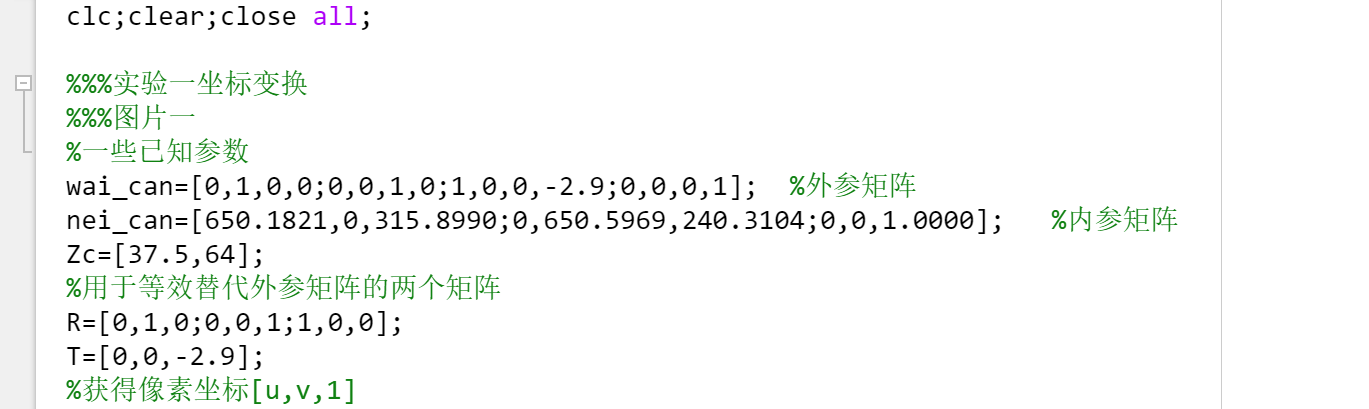 clc;clear;close all;
%%%实验一坐标变换
%%%图片一
%一些已知参数
wai_can=[0,1,0,0;0,0,1,0;1,0,0,-2.9;0,0,0,1];  %外参矩阵
nei_can=[650.1821,0,315.8990;0,650.5969,240.3104;0,0,1.0000];   %内参矩阵
Zc=[37.5,64];
%用于等效替代外参矩阵的两个矩阵
R=[0,1,0;0,0,1;1,0,0];
T=[0,0,-2.9];
%获得像素坐标[u,v,1]